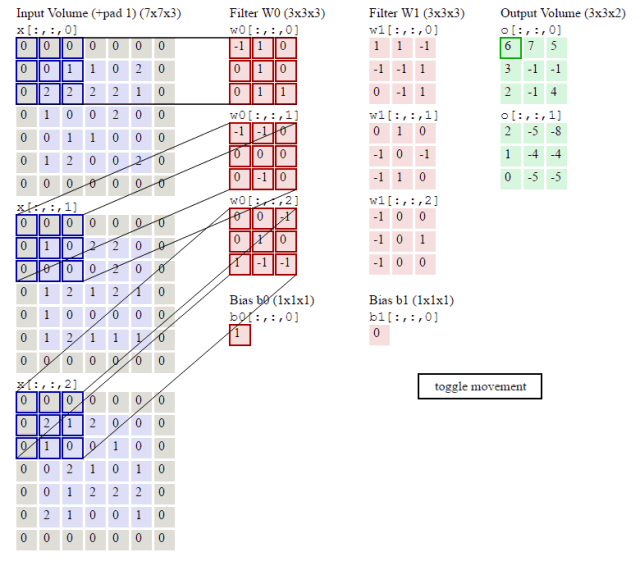 Input Volume (+pad 1) (7x7x3)
x[:,:,0]
0 0 0 0 0 0 0
0 0 1 1 0 2 0
0 2 2 2 2 1 0
0 1 0 0 2 0 0
0 0 1 1 0 0 0
0 1 2 0 0 2 0
0 0 0 0 0 0 0
x[:,:,1]
0 0 0 0 0 0 0
0 1 0 2 2 0 0
0 0 0 0 2 0 0
0 1 2 1 2 1 0
0 1 0 0 0 0 0
0 1 2 1 1 1 0
0 0 0 0 0 0 0
x[:,:,2]
0 0 0 0 0 0 0
0 2 1 2 0 0 0
0 1 0 0 1 0 0
0 0 2 1 0 1 0
0 0 1 2 2 2 0
0 2 1 0 0 1 0
0 0 0 0 0 0 0
Filter W0 (3x3x3)
w0[:,:,0]
-1 1 0
0 1 0
0 1 1
w0[:,:,1]
-1 -1 0
0 0 0
0 -1 0
w0[:,:,2]
0 0 -1
0 1 0
1 -1 -1
Bias b0 (1x1x1)
b0[:,:,0]
1
Filter W1 (3x3x3)
w1[:,:,0]
1 1 -1
-1 -1 1
0 -1 1
w1[:,:,1]
0 1 0
-1 0 -1
-1 1 0
w1[:,:,2]
-1 0 0
-1 0 1
-1 0 0
Bias b1 (1x1x1)
b1[:,:,0]
0
Output Volume (3x3x2)
o[:,:,0]
6 7 5
3 -1 -1
2 -1 4
o[:,:,1]
2 -5 -8
1 -4 -4
0 -5 -5
toggle movement